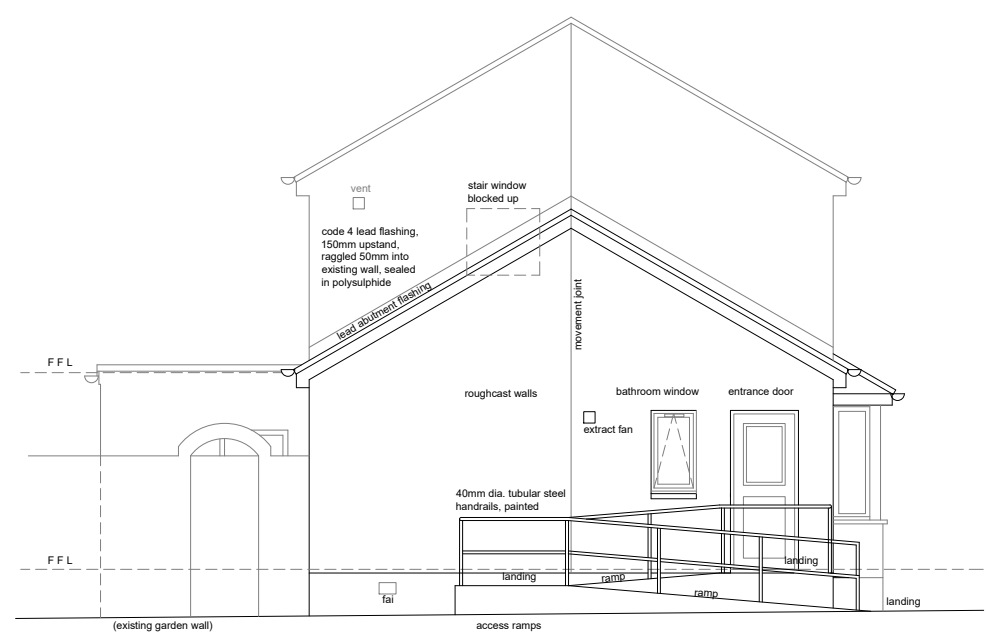 vent
stair window
blocked up
code 4 lead flashing,
150mm upstand,
raggled 50mm into
existing wall, sealed
in polysulphide
lead abutment flashing
movement joint
F F L
roughcast walls
bathroom window
entrance door
extract fan
40mm dia. tubular steel
handrails, painted
F F L
landing
landing
ramp
ramp
fai
landing
(existing garden wall)
access ramps